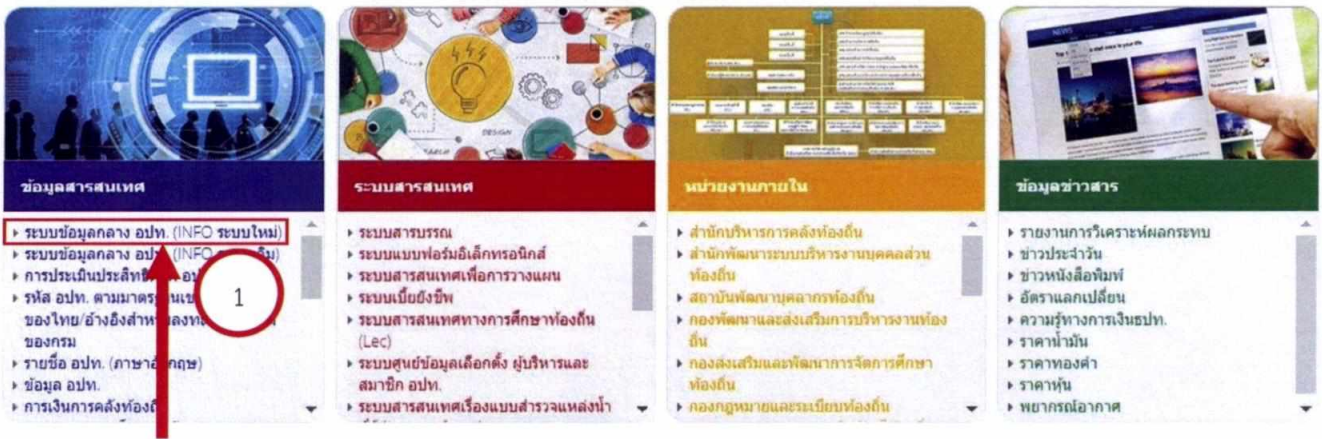 NEWS
DESIGN
ข้อมูลสารสนเทศ
ระบบข้อมูลกลาง อปท. (INFO ระบบใหม่)
ระบบข้อมูลกลาง อปท. (INFO
การประเมินประสิทธิ
รหัส อปท. ตาม
1
ของไทย/อ้างอิง
ของกรม
รายชื่อ อปท.
ข้อมูล อปท.
การเงินการคลัง
ระบบสารสนเทศ
ระบบสารบรรณ
ระบบแบบฟอร์มอิเล็กทรอนิกส์
ระบบสารสนเทศเพื่อการวางแผน
ระบบเบี้ยยังชีพ
ระบบสารสนเทศทางการศึกษาท้องถิ่น
(Lec)
ระบบศูนย์ข้อมูลเลือกตั้ง ผู้บริหารและ
สมาชิก อปท.
ระบบสารสนเทศเรื่องแบบสำรวจแหล่งน้ำ
หน่วยงานภายใน
สำนักบริหารการคลังท้องถิ่น
สำนักพัฒนาระบบบริหารงานบุคคลส่วน
ท้องถิ่น
สถาบันพัฒนาบุคลากรท้องถิ่น
กองพัฒนาและส่งเสริมการบริหารงานท้อง
ถิ่น
กองส่งเสริมและพัฒนาการจัดการศึกษา
ท้องถิ่น
กองกฎหมายและระเบียบท้องถิ่น
ข้อมูลข่าวสาร
รายงานการวิเคราะห์ผลกระทบ
ข่าวประจำวัน
ข่าวหนังสือพิมพ์
อัตราแลกเปลี่ยน
ความรู้ทางการเงินธปท.
ราคาน้ำมัน
ราคาทองคำ
ราคาหุ้น
พยากรณ์อากาศ